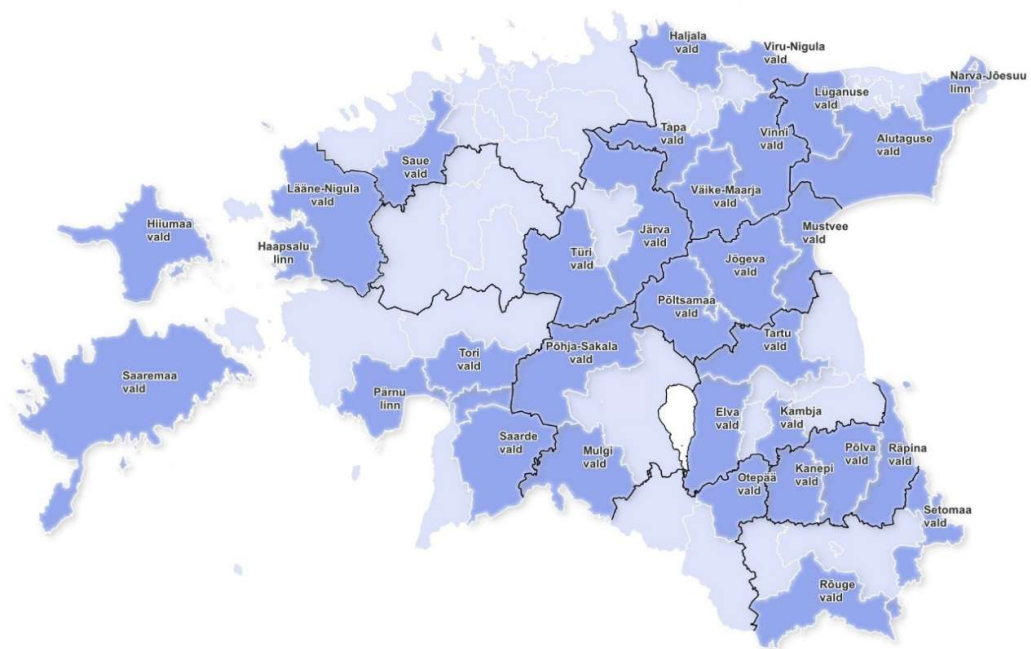 Haljala
vald
Viru-Nigula
vald
Narva-Jõesuu
linn
Lüganuse
vald
Tapa
vald
Vinni
vald
Alutaguse
vald
Saue
vald
Lääne-Nigula
vald
Väike-Maarja
vald
Hiiumaa
vald
Mustvee
vald
Haapsalu
linn
Türi
vald
Järva
vald
Jõgeva
vald
Põltsamaa
vald
Tartu
vald
Põhja-Sakala
vald
Tori
vald
Saaremaa
vald
Pärnu
linn
Elva
vald
Kambja
vald
Saarde
vald
Mulgi
vald
Põlva
vald
Räpina
vald
Kanepi
vald
Otepää
vald
Setomaa
vald
Rõuge
vald